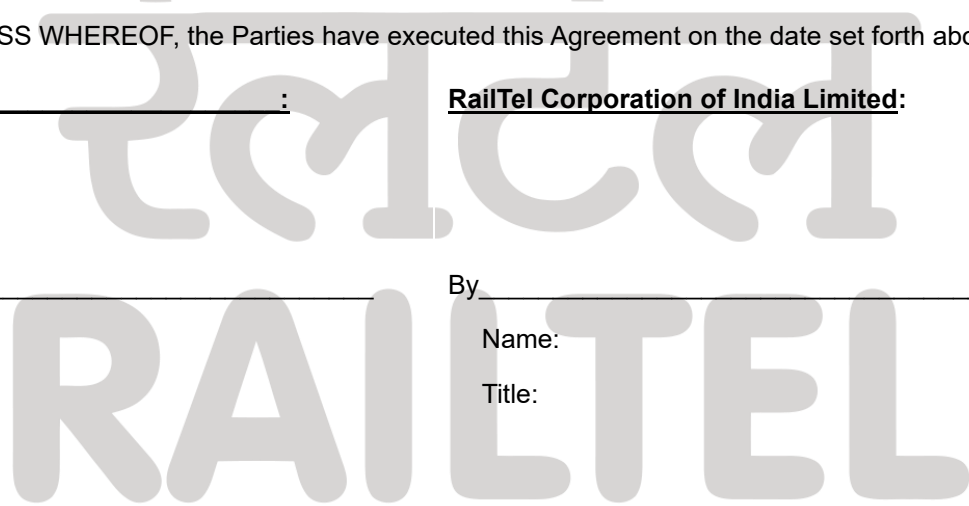 SS WHEREOF, the Parties have executed this Agreement on the date set forth abo
: RailTel Corporation of India Limited:
रेलटेल
By
Name:
Title:
RAILTEL